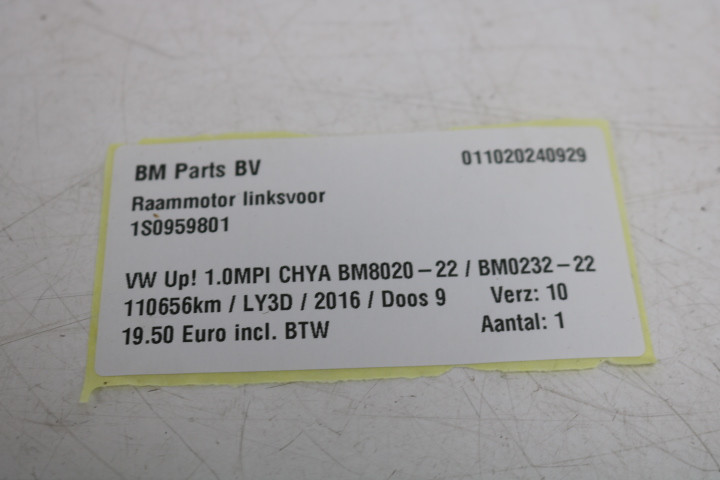 BM Parts BV 011020240929
Raammotor linksvoor
1S0959801
VW Up! 1.0MPI CHYA BM8020-22 / BM0232-22
110656km / LY3D / 2016 / Doos 9 Verz: 10
19.50 Euro incl. BTW Aantal: 1